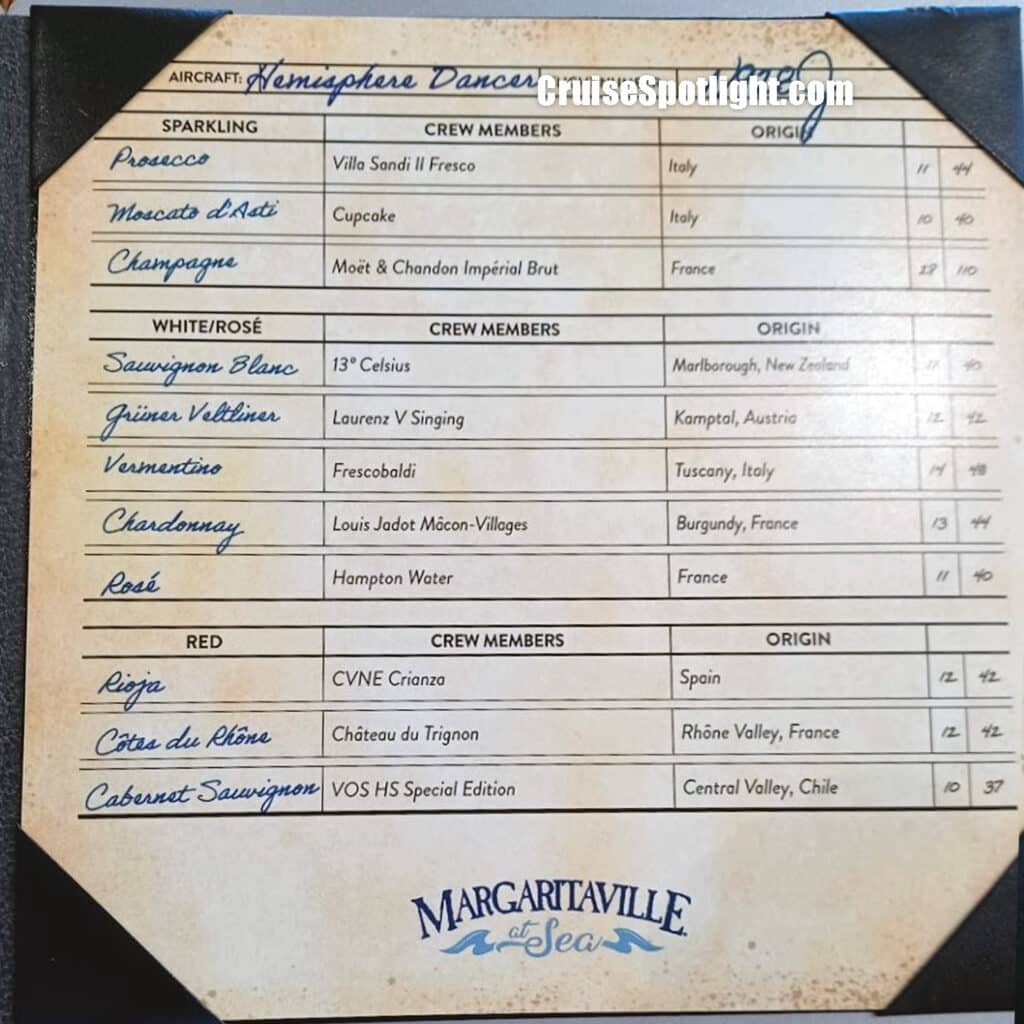 AIRCRAFT: Hemisphere Dancer
CruiseSpotlight.com
SPARKLING CREW MEMBERS ORIGIN
Prosecco Villa Sandi Il Fresco Italy 11 44
Moscato d'Asti Cupcake Italy 10 40
Champagne Moët & Chandon Impérial Brut France 28 110
WHITE/ROSÉ CREW MEMBERS ORIGIN
Sauvignon Blanc 13° Celsius Marlborough, New Zealand 11 40
Grüner Veltliner Laurenz V Singing Kamptal, Austria 12 42
Vermentino Frescobaldi Tuscany, Italy 14 48
Chardonnay Louis Jadot Mâcon-Villages Burgundy, France 13 44
Rosé Hampton Water France 11 40
RED CREW MEMBERS ORIGIN
Rioja CVNE Crianza Spain 12 42
Côtes du Rhône Château du Trignon Rhône Valley, France 12 42
Cabernet Sauvignon VOS HS Special Edition Central Valley, Chile 10 37
MARGARITAVILLE
at Sea